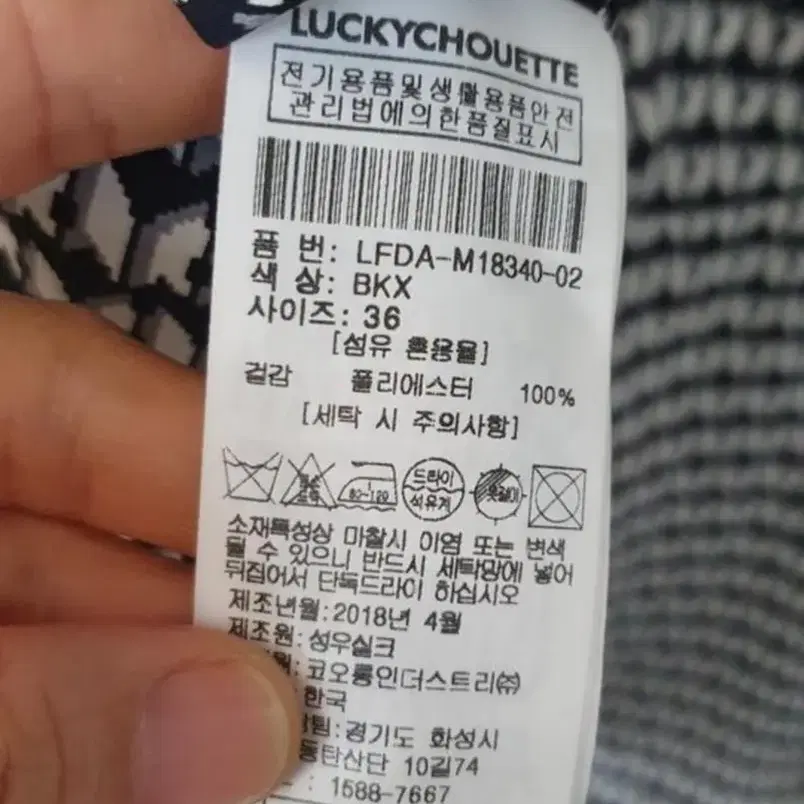 LUCKYCHOUETTE
전기용품및생활용품안전
관리법에의한품질표시
품 번: LFDA-M18340-02
색 상: BKX
사이즈: 36
[섬유 혼용율]
겉감 폴리에스터 100%
[세탁 시 주의사항]
80-120 드라이 석유계 옷걸이
소재특성상 마찰시 이염 또는 변색
될 수 있으니 반드시 세탁망에 넣어
뒤집어서 단독드라이 하십시오
제조년월:2018년 4월
제조원:성우실크
:코오롱인더스트리㈜
한국
팀:경기도 화성시
동탄산단 10길74
: 1588-7667